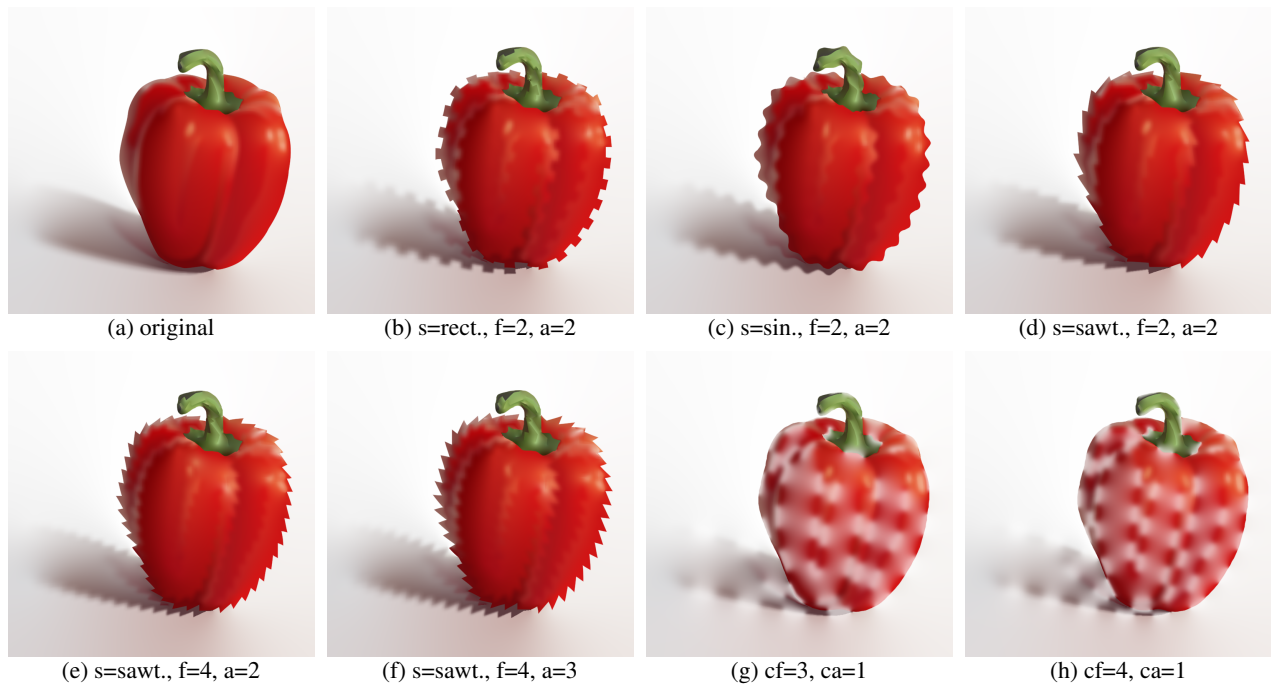 (a) original
(b) s=rect., f=2, a=2
(c) s=sin., f=2, a=2
(d) s=sawt., f=2, a=2
(e) s=sawt., f=4, a=2
(f) s=sawt., f=4, a=3
(g) cf=3, ca=1
(h) cf=4, ca=1